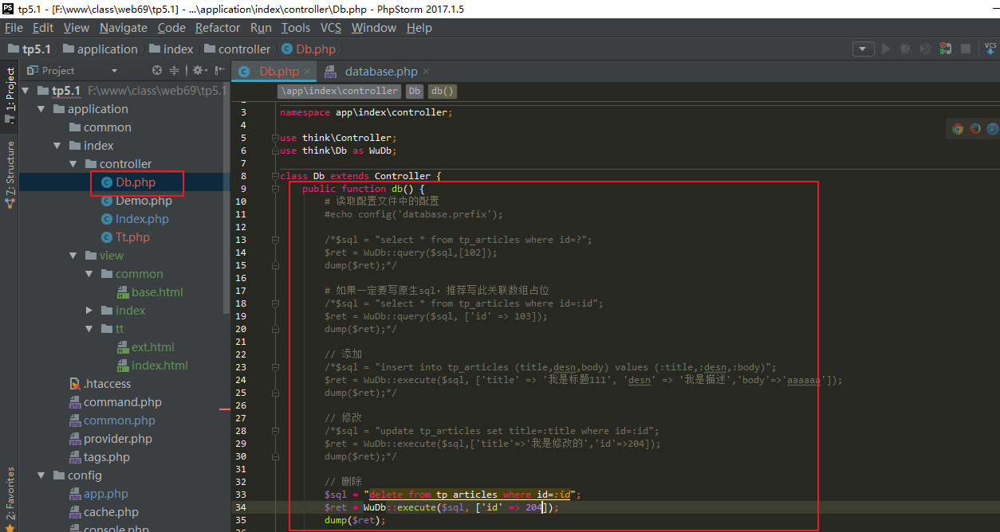 tp5.1 - [F:\www\class\web69\tp5.1] - ...\application\index\controller\Db.php - PhpStorm 2017.1.5
File Edit View Navigate Code Refactor Run Tools VCS Window Help
tp5.1 application index controller Db.php
VCS
Project
1: Project
7: Structure
2: Favorites
tp5.1 F:\www\class\web69\tp5.1
application
common
index
controller
Db.php
Demo.php
Index.php
Tt.php
view
common
base.html
index
tt
ext.html
index.html
.htaccess
command.php
common.php
provider.php
tags.php
config
app.php
cache.php
console.php
Db.php database.php
\app\index\controller Db db()
3 namespace app\index\controller;
4
5 use think\Controller;
6 use think\Db as WuDb;
7
8 class Db extends Controller {
9 public function db() {
10 # 读取配置文件中的配置
11 #echo config('database.prefix');
12
13 /*$sql = "select * from tp_articles where id=?";
14 $ret = WuDb::query($sql,[102]);
15 dump($ret);*/
16
17 # 如果一定要写原生sql，推荐写此关联数组占位
18 /*$sql = "select * from tp_articles where id=:id";
19 $ret = WuDb::query($sql, ['id' => 103]);
20 dump($ret);*/
21
22 // 添加
23 /*$sql = "insert into tp_articles (title,desn,body) values (:title,:desn,:body)";
24 $ret = WuDb::execute($sql, ['title' => '我是标题111', 'desn' => '我是描述','body'=>'aaaaaa']);
25 dump($ret);*/
26
27 // 修改
28 /*$sql = "update tp_articles set title=:title where id=:id";
29 $ret = WuDb::execute($sql,['title'=>'我是修改的','id'=>204]);
30 dump($ret);*/
31
32 // 删除
33 $sql = "delete from tp_articles where id=:id";
34 $ret = WuDb::execute($sql, ['id' => 204]);
35 dump($ret);